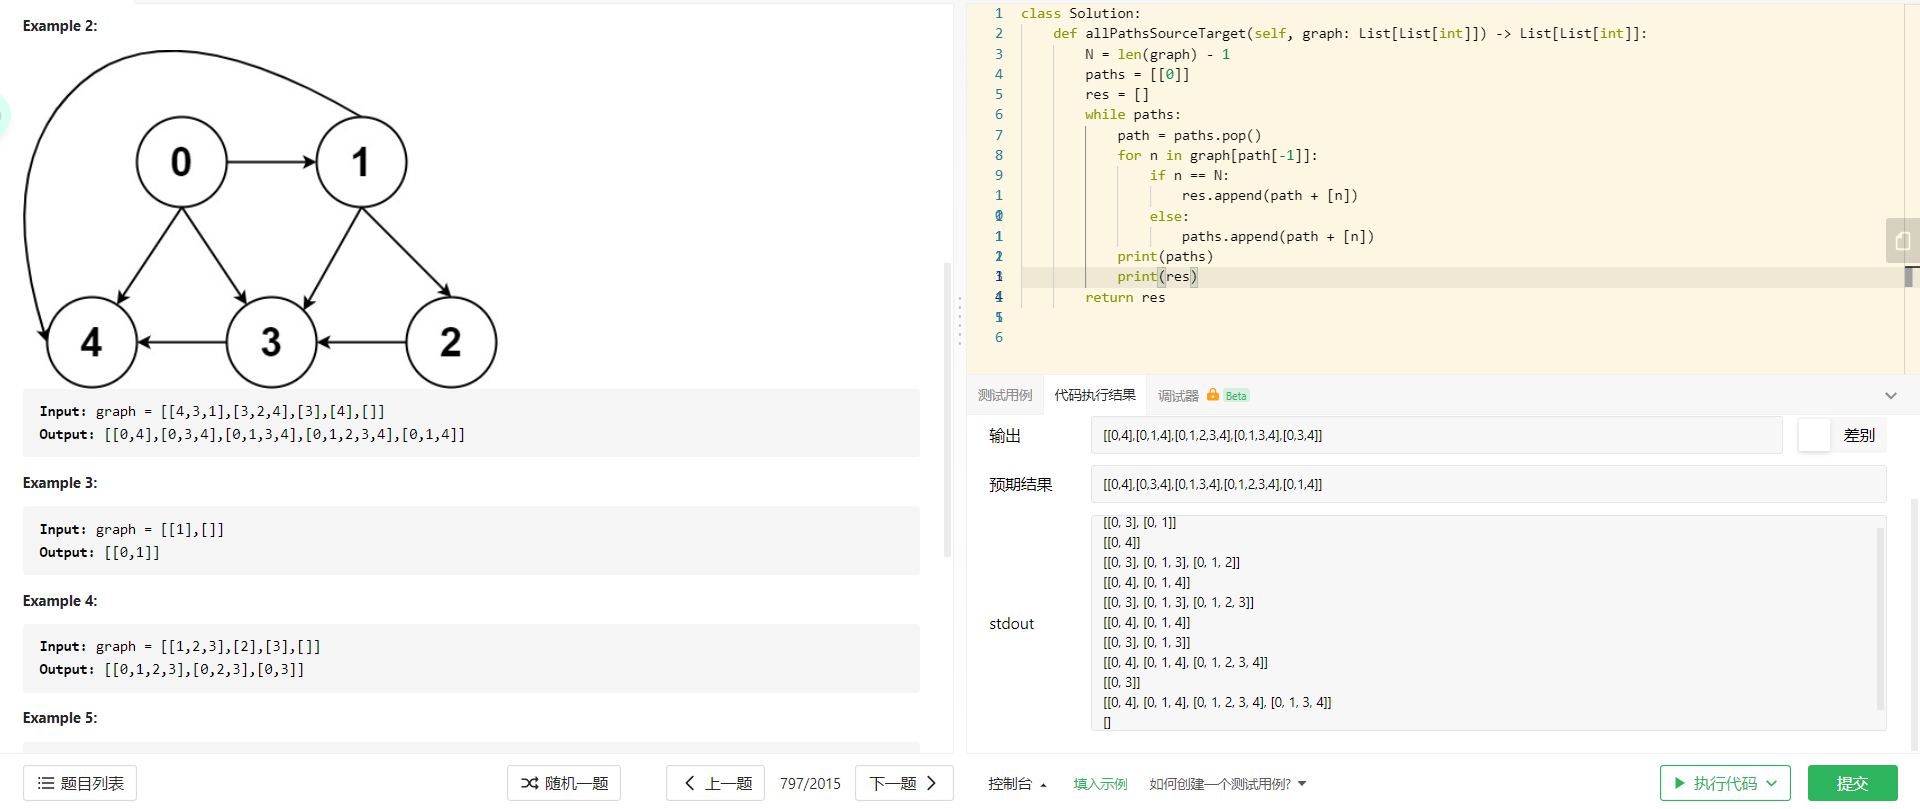 Example 2:
0
1
4
3
2
Input: graph = [[4,3,1],[3,2,4],[3],[4],[]]
Output: [[0,4],[0,3,4],[0,1,3,4],[0,1,2,3,4],[0,1,4]]
Example 3:
Input: graph = [[1],[]]
Output: [[0,1]]
Example 4:
Input: graph = [[1,2,3],[2],[3],[]]
Output: [[0,1,2,3],[0,2,3],[0,3]]
Example 5:
题目列表
随机一题
上一题
797/2015
下一题
1 class Solution:
2 def allPathsSourceTarget(self, graph: List[List[int]]) -> List[List[int]]:
3 N = len(graph) - 1
4 paths = [[0]]
5 res = []
6 while paths:
7 path = paths.pop()
8 for n in graph[path[-1]]:
9 if n == N:
1 res.append(path + [n])
else:
1 paths.append(path + [n])
print(paths)
print(res)
return res
6
测试用例
代码执行结果
调试器
Beta
输出
[[0,4],[0,1,4],[0,1,2,3,4],[0,1,3,4],[0,3,4]]
差别
预期结果
[[0,4],[0,3,4],[0,1,3,4],[0,1,2,3,4],[0,1,4]]
stdout
[[0, 3], [0, 1]]
[[0, 4]]
[[0, 3], [0, 1, 3], [0, 1, 2]]
[[0, 4], [0, 1, 4]]
[[0, 3], [0, 1, 3], [0, 1, 2, 3]]
[[0, 4], [0, 1, 4]]
[[0, 3], [0, 1, 3]]
[[0, 4], [0, 1, 4], [0, 1, 2, 3, 4]]
[[0, 3]]
[[0, 4], [0, 1, 4], [0, 1, 2, 3, 4], [0, 1, 3, 4]]
[]
控制台
填入示例
如何创建一个测试用例?
执行代码
提交